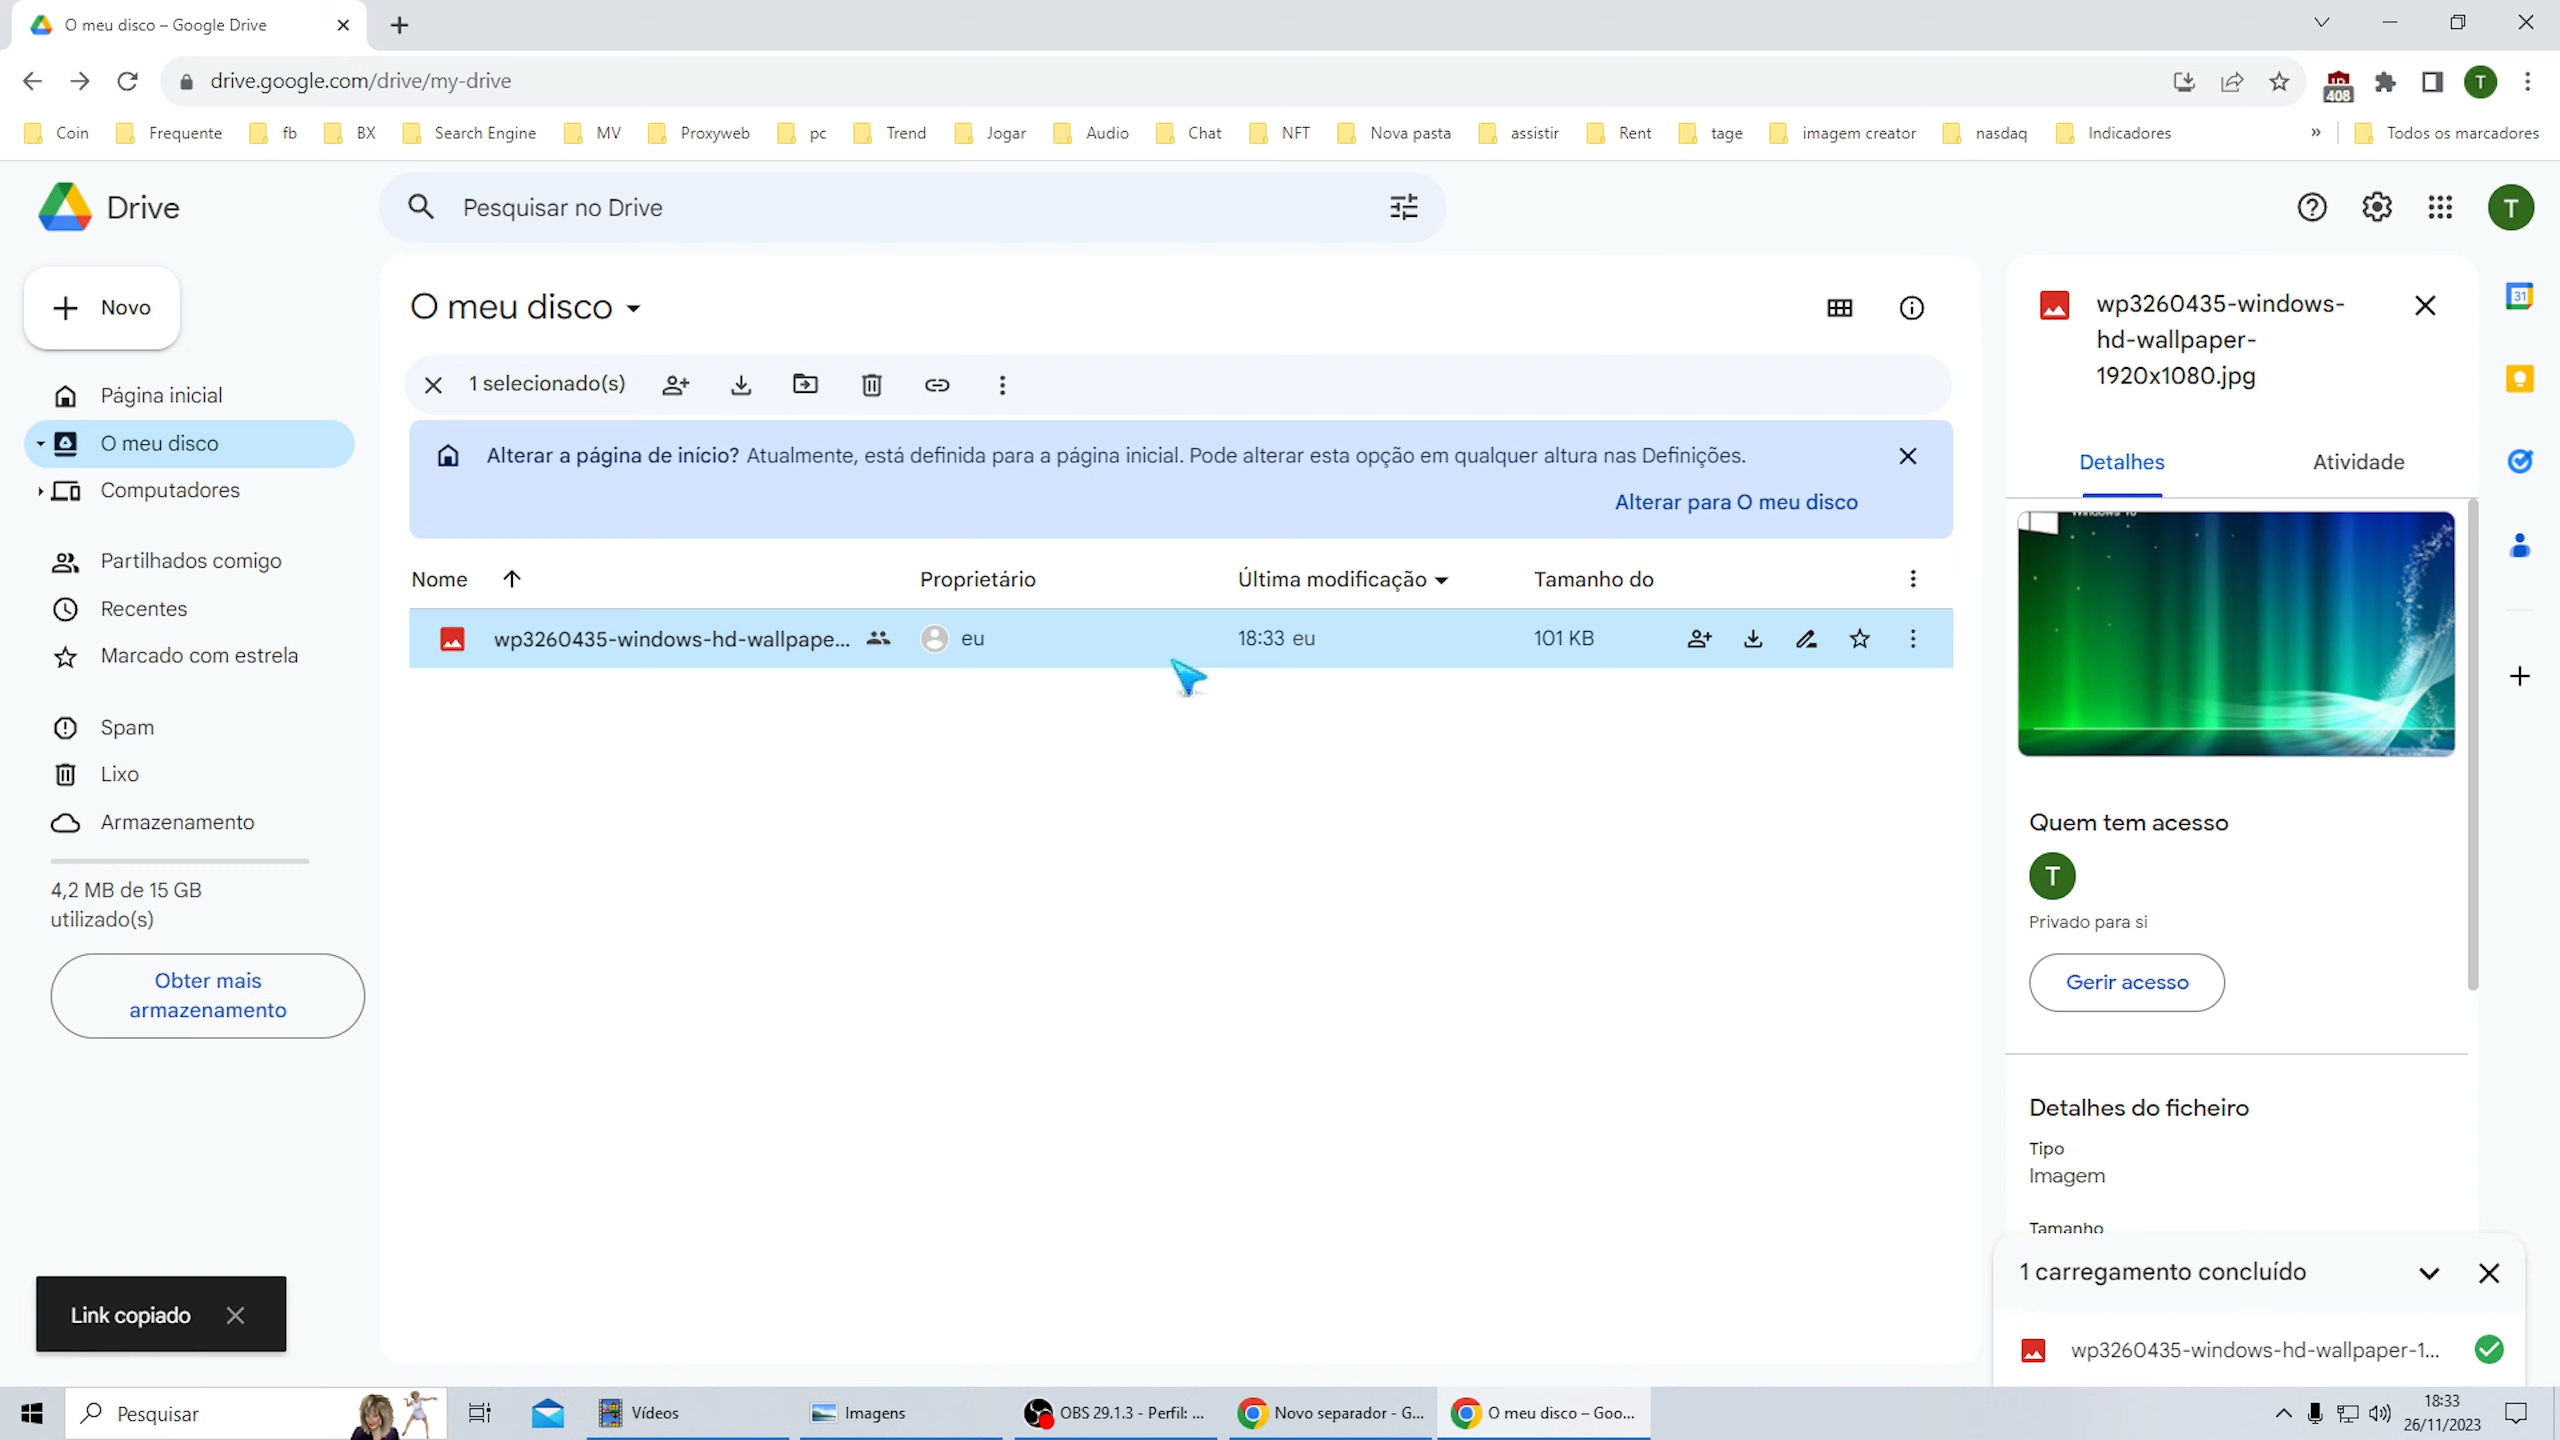 O meu disco – Google Drive
drive.google.com/drive/my-drive
408
T
Coin
Frequente
fb
BX
Search Engine
MV
Proxyweb
pc
Trend
Jogar
Audio
Chat
NFT
Nova pasta
assistir
Rent
tage
imagem creator
nasdaq
Indicadores
»
Todos os marcadores
Drive
Pesquisar no Drive
T
Novo
Página inicial
O meu disco
Computadores
Partilhados comigo
Recentes
Marcado com estrela
Spam
Lixo
Armazenamento
4,2 MB de 15 GB
utilizado(s)
Obter mais
armazenamento
O meu disco
1 selecionado(s)
Alterar a página de início? Atualmente, está definida para a página inicial. Pode alterar esta opção em qualquer altura nas Definições.
Alterar para O meu disco
Nome
Proprietário
Última modificação
Tamanho do
wp3260435-windows-hd-wallpape...
eu
18:33 eu
101 KB
wp3260435-windows-
hd-wallpaper-
1920x1080.jpg
Detalhes
Atividade
Windows 10
Quem tem acesso
T
Privado para si
Gerir acesso
Detalhes do ficheiro
Tipo
Imagem
Tamanho
31
1 carregamento concluído
wp3260435-windows-hd-wallpaper-1...
Link copiado
Pesquisar
Vídeos
Imagens
OBS 29.1.3 - Perfil: ...
Novo separador - G...
O meu disco – Goo...
18:33
26/11/2023